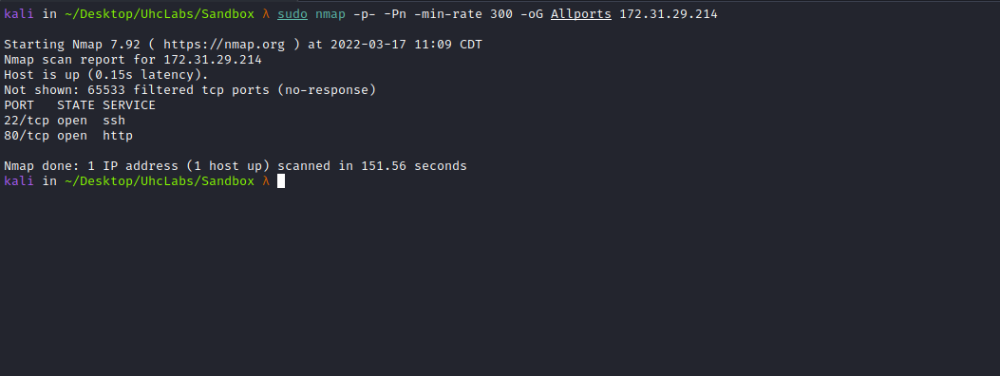 kali in ~/Desktop/UhcLabs/Sandbox λ sudo nmap -p- -Pn -min-rate 300 -oG Allports 172.31.29.214
Starting Nmap 7.92 ( https://nmap.org ) at 2022-03-17 11:09 CDT
Nmap scan report for 172.31.29.214
Host is up (0.15s latency).
Not shown: 65533 filtered tcp ports (no-response)
PORT   STATE SERVICE
22/tcp open  ssh
80/tcp open  http
Nmap done: 1 IP address (1 host up) scanned in 151.56 seconds
kali in ~/Desktop/UhcLabs/Sandbox λ